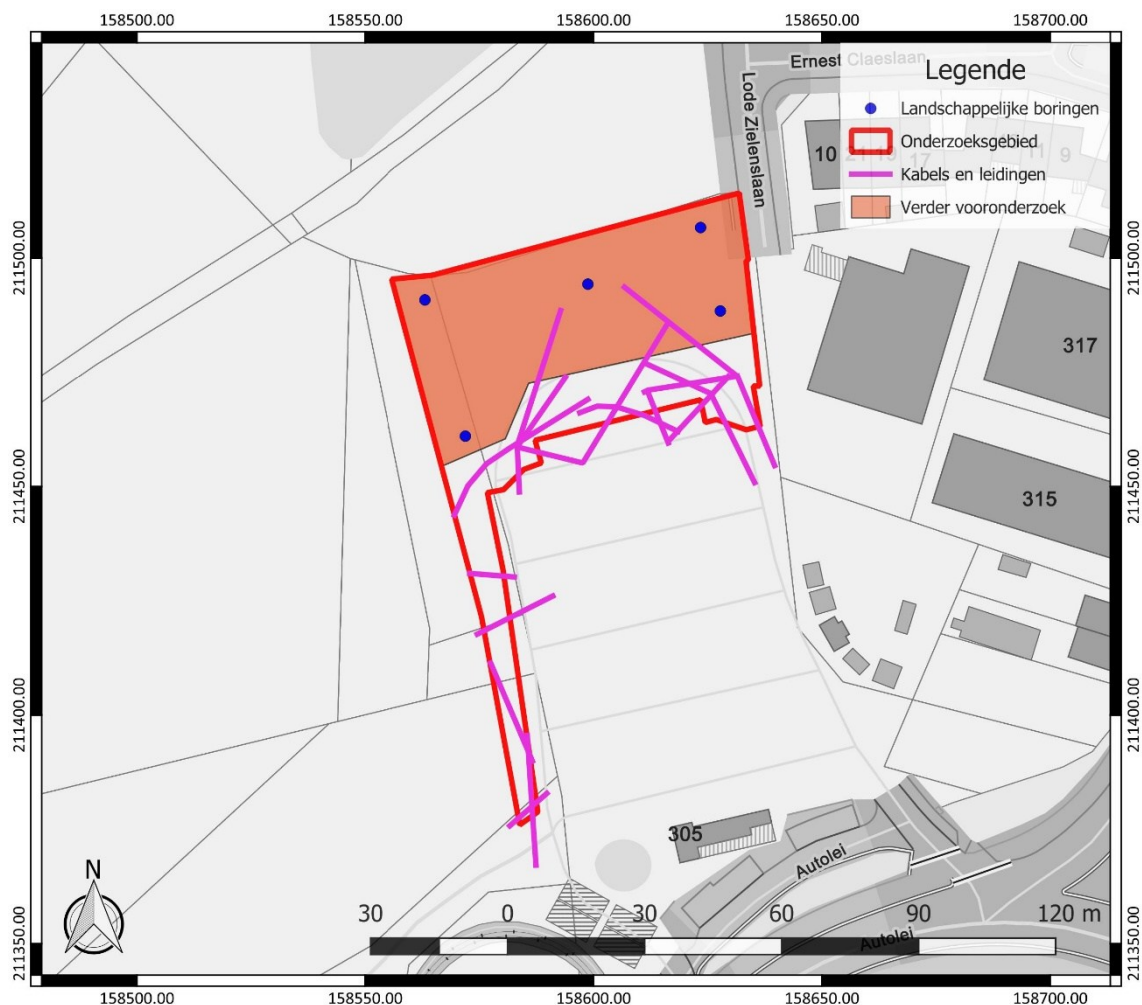 158500.00 158550.00 158600.00 158650.00 158700.00
Ernest Claeslaan
Lode Zielenslaan
Legende
Landschappelijke boringen
Onderzoeksgebied
Kabels en leidingen
Verder vooronderzoek
10 21 19 17 11 9
211500.00 211500.00
317
315
211450.00 211450.00
211400.00 211400.00
305
Autolei
Autolei
N
30 0 30 60 90 120 m
211350.00 211350.00
158500.00 158550.00 158600.00 158650.00 158700.00